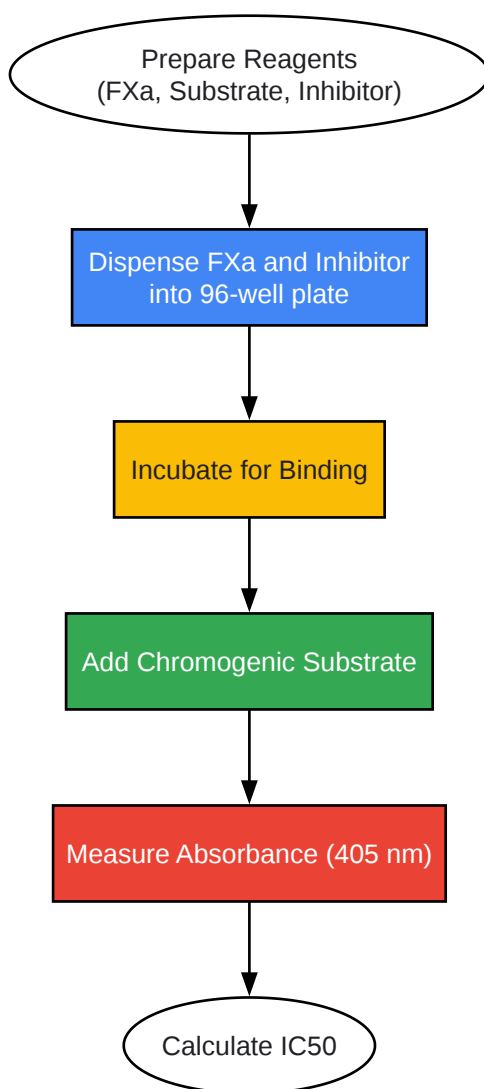 Prepare Reagents
(FXa, Substrate, Inhibitor)
Dispense FXa and Inhibitor
into 96-well plate
Incubate for Binding
Add Chromogenic Substrate
Measure Absorbance (405 nm)
Calculate IC50